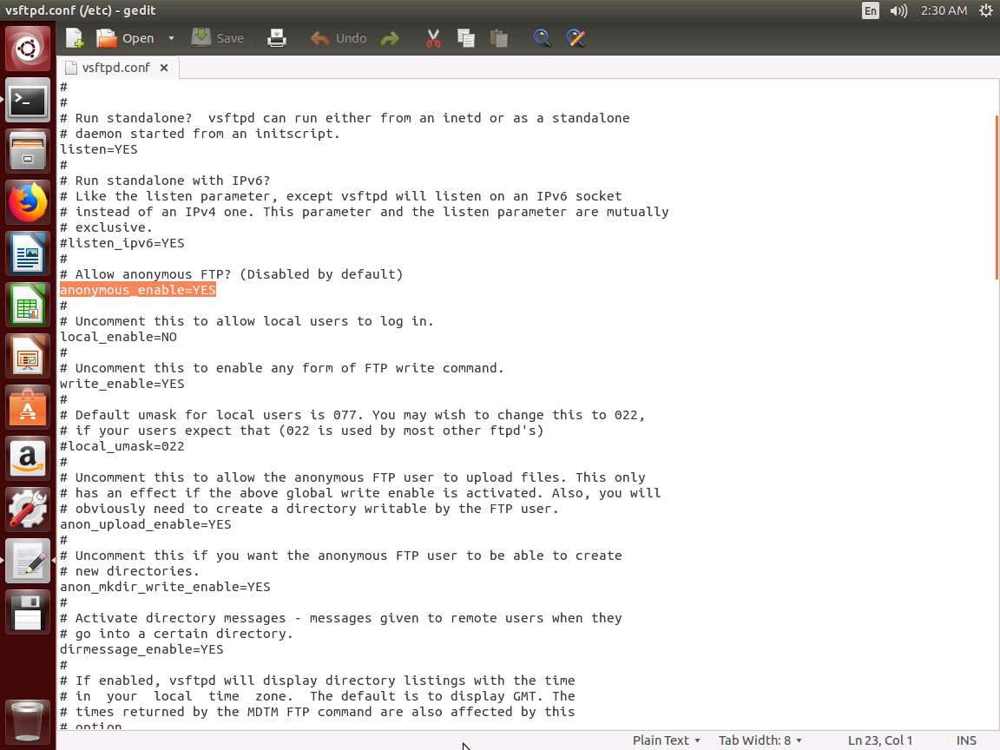 vsftpd.conf (/etc) - gedit
En 2:30 AM
Open Save Undo
vsftpd.conf ×
#
#
# Run standalone?  vsftpd can run either from an inetd or as a standalone
# daemon started from an initscript.
listen=YES
#
# Run standalone with IPv6?
# Like the listen parameter, except vsftpd will listen on an IPv6 socket
# instead of an IPv4 one. This parameter and the listen parameter are mutually
# exclusive.
#listen_ipv6=YES
#
# Allow anonymous FTP? (Disabled by default)
anonymous_enable=YES
#
# Uncomment this to allow local users to log in.
local_enable=NO
#
# Uncomment this to enable any form of FTP write command.
write_enable=YES
#
# Default umask for local users is 077. You may wish to change this to 022,
# if your users expect that (022 is used by most other ftpd's)
#local_umask=022
#
# Uncomment this to allow the anonymous FTP user to upload files. This only
# has an effect if the above global write enable is activated. Also, you will
# obviously need to create a directory writable by the FTP user.
anon_upload_enable=YES
#
# Uncomment this if you want the anonymous FTP user to be able to create
# new directories.
anon_mkdir_write_enable=YES
#
# Activate directory messages - messages given to remote users when they
# go into a certain directory.
dirmessage_enable=YES
#
# If enabled, vsftpd will display directory listings with the time
# in  your  local  time  zone.  The default is to display GMT. The
# times returned by the MDTM FTP command are also affected by this
# option
Plain Text Tab Width: 8 Ln 23, Col 1 INS